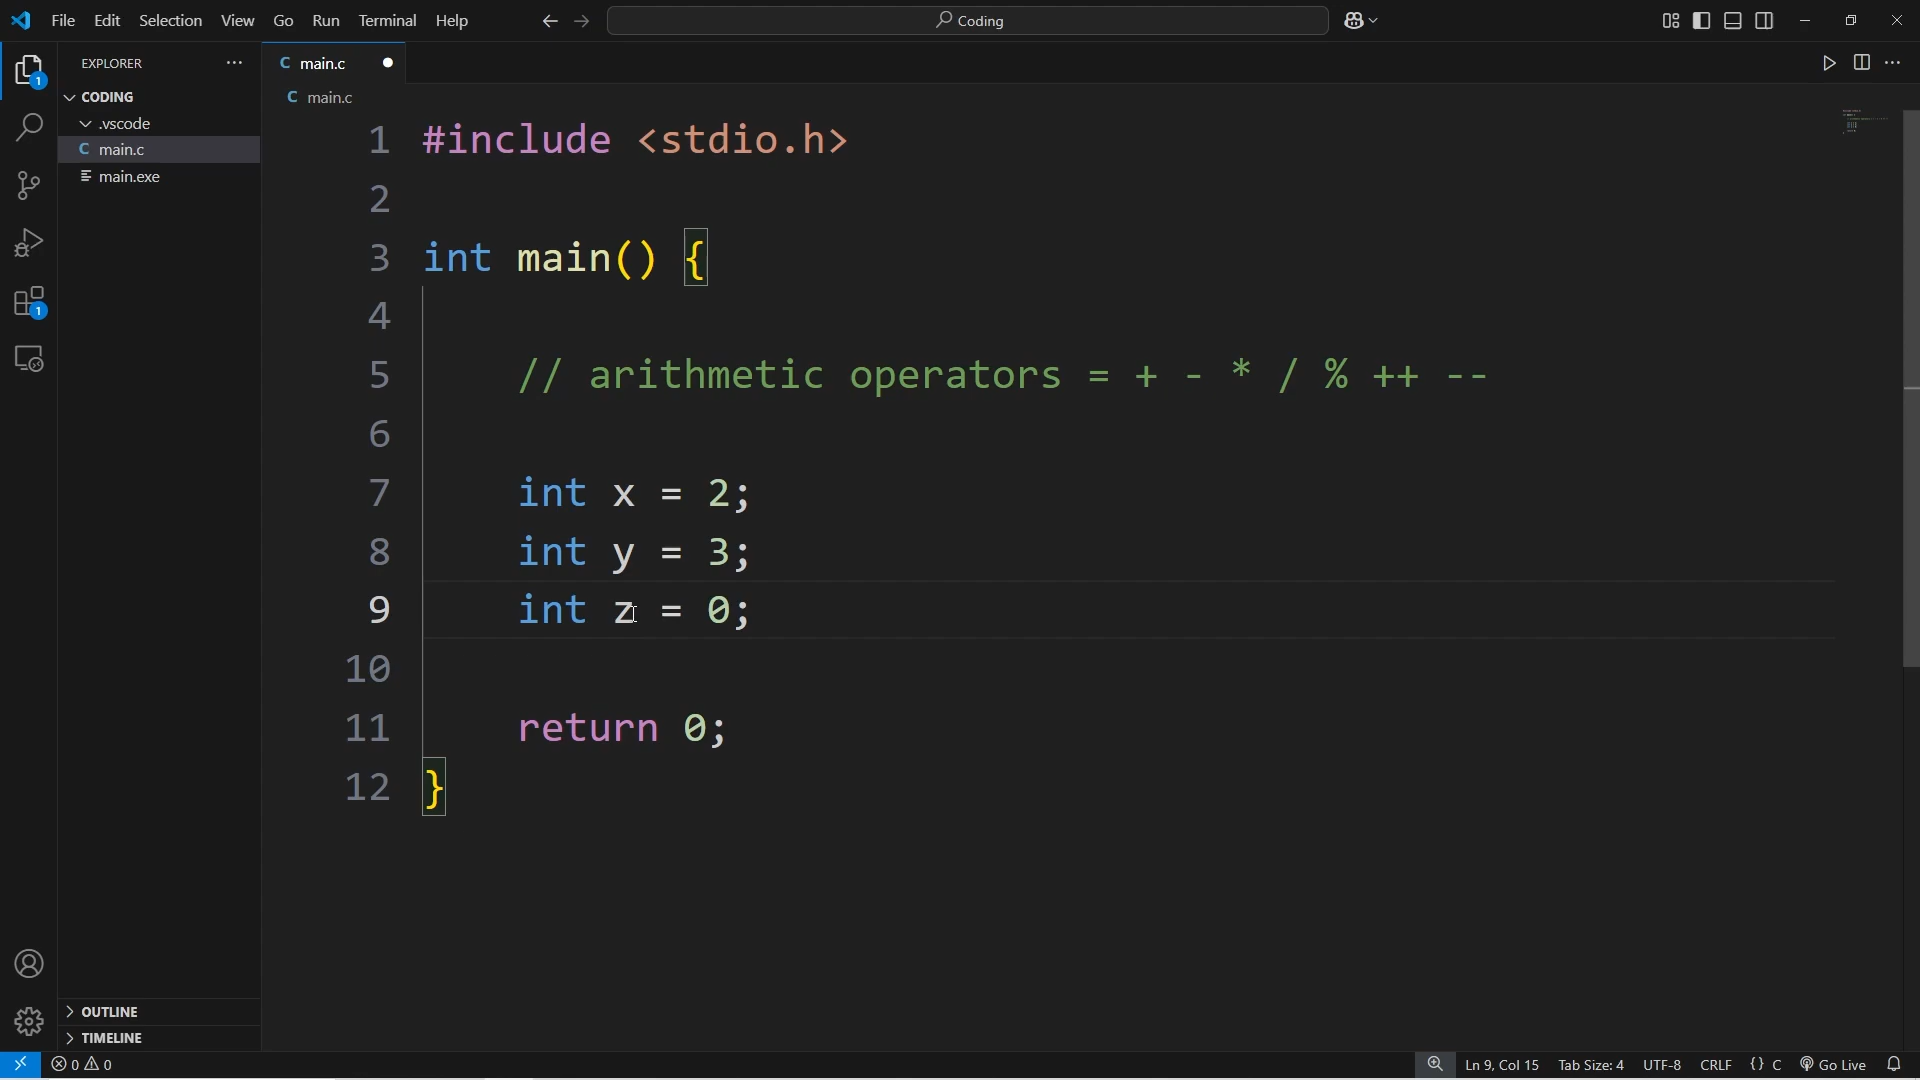 File Edit Selection View Go Run Terminal Help
Coding
EXPLORER
1
CODING
.vscode
C main.c
main.exe
1
OUTLINE
TIMELINE
C main.c
C main.c
1 #include <stdio.h>
2
3 int main() {
4
5 // arithmetic operators = + - * / % ++ --
6
7 int x = 2;
8 int y = 3;
9 int z = 0;
10
11 return 0;
12 }
0 0
Ln 9, Col 15 Tab Size: 4 UTF-8 CRLF {} C Go Live